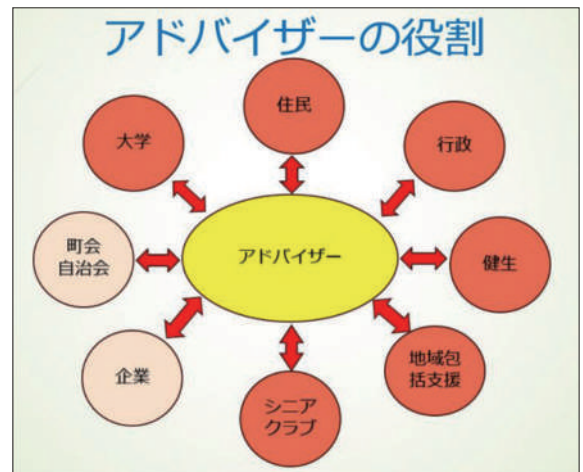 アドバイザーの役割
住民
大学
行政
町会
自治会
アドバイザー
健生
企業
地域包
括支援
シニア
クラブ